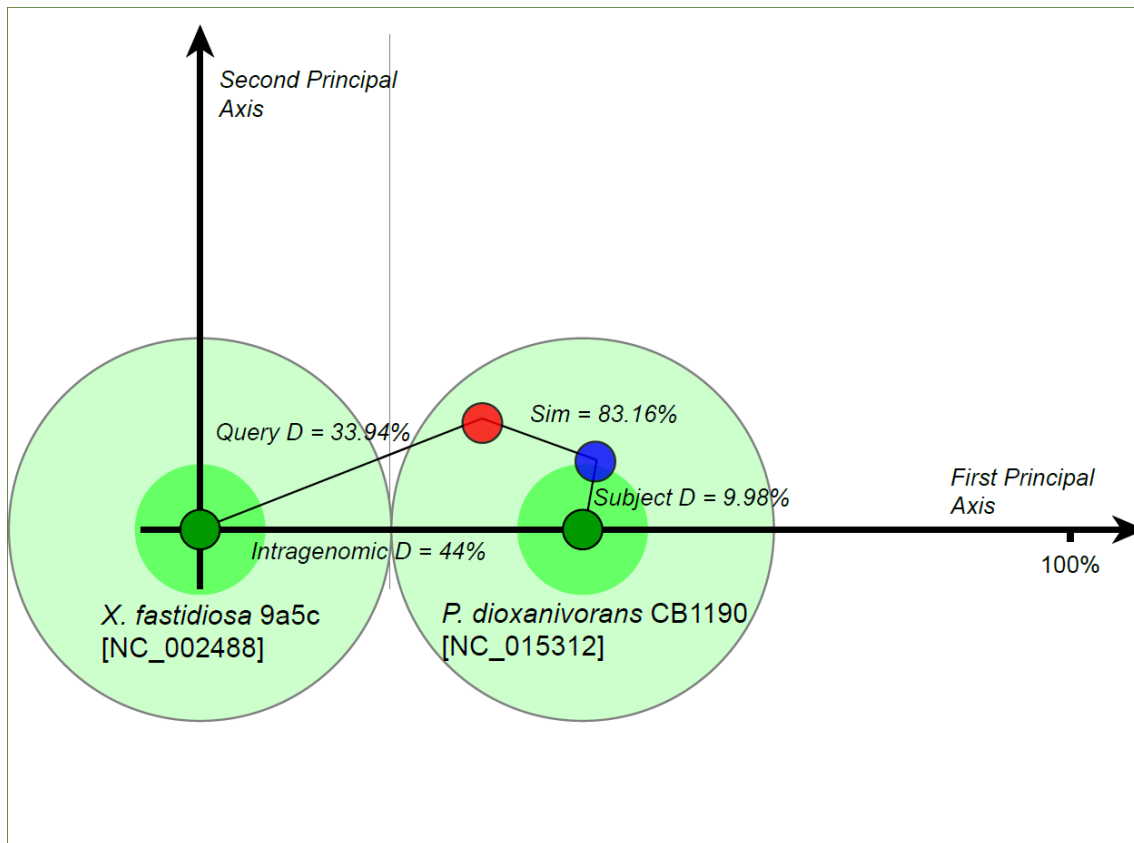 Second Principal
Axis
Sim = 83.16%
Query D = 33.94%
First Principal
Axis
Subject D = 9.98%
Intragenomic D = 44%
100%
X. fastidiosa 9a5c
[NC_002488]
P. dioxanivorans CB1190
[NC_015312]